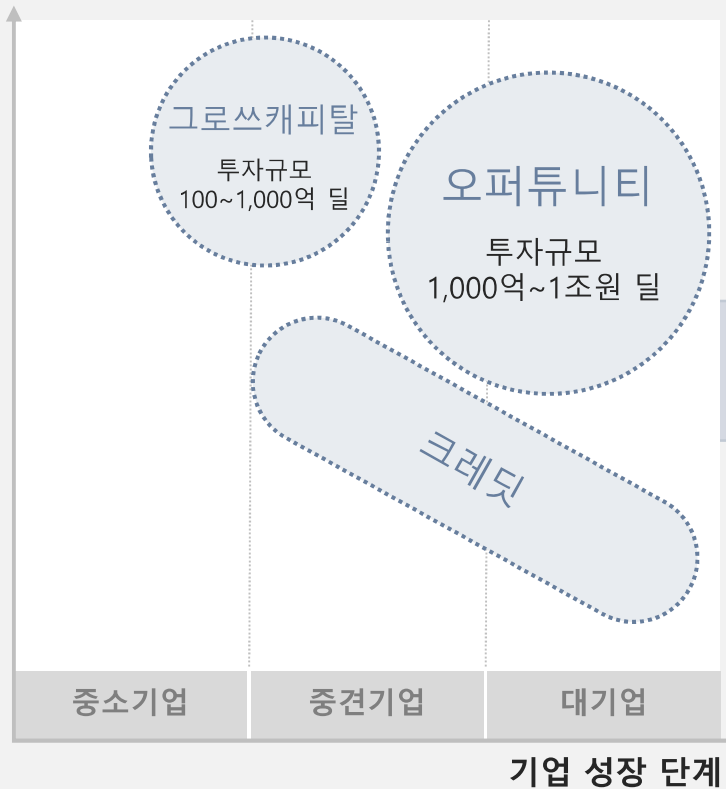 그로쓰캐피탈
투자규모
100~1,000억 딜
오퍼튜니티
투자규모
1,000억~1조원 딜
크레딧
중소기업
중견기업
대기업
기업 성장 단계